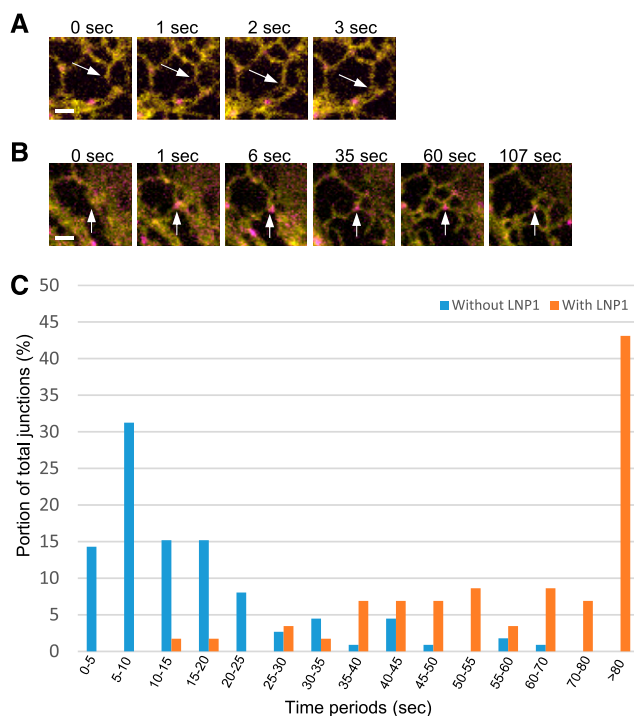 A
0 sec 1 sec 2 sec 3 sec
B
0 sec 1 sec 6 sec 35 sec 60 sec 107 sec
C
Without LNP1 With LNP1
Portion of total junctions (%)
50
45
40
35
30
25
20
15
10
5
0
0-5 5-10 10-15 15-20 20-25 25-30 30-35 35-40 40-45 45-50 50-55 55-60 60-70 70-80 >80
Time periods (sec)